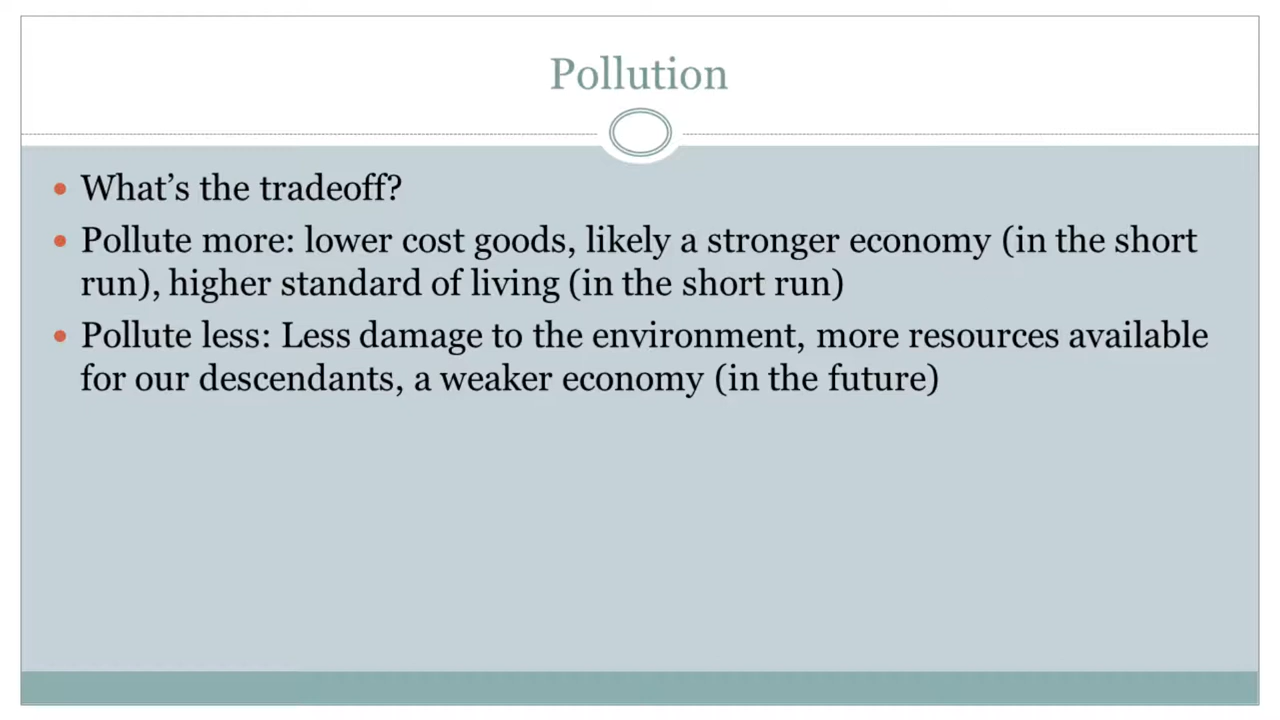 Pollution
• What’s the tradeoff?
• Pollute more: lower cost goods, likely a stronger economy (in the short
run), higher standard of living (in the short run)
• Pollute less: Less damage to the environment, more resources available
for our descendants, a weaker economy (in the future)